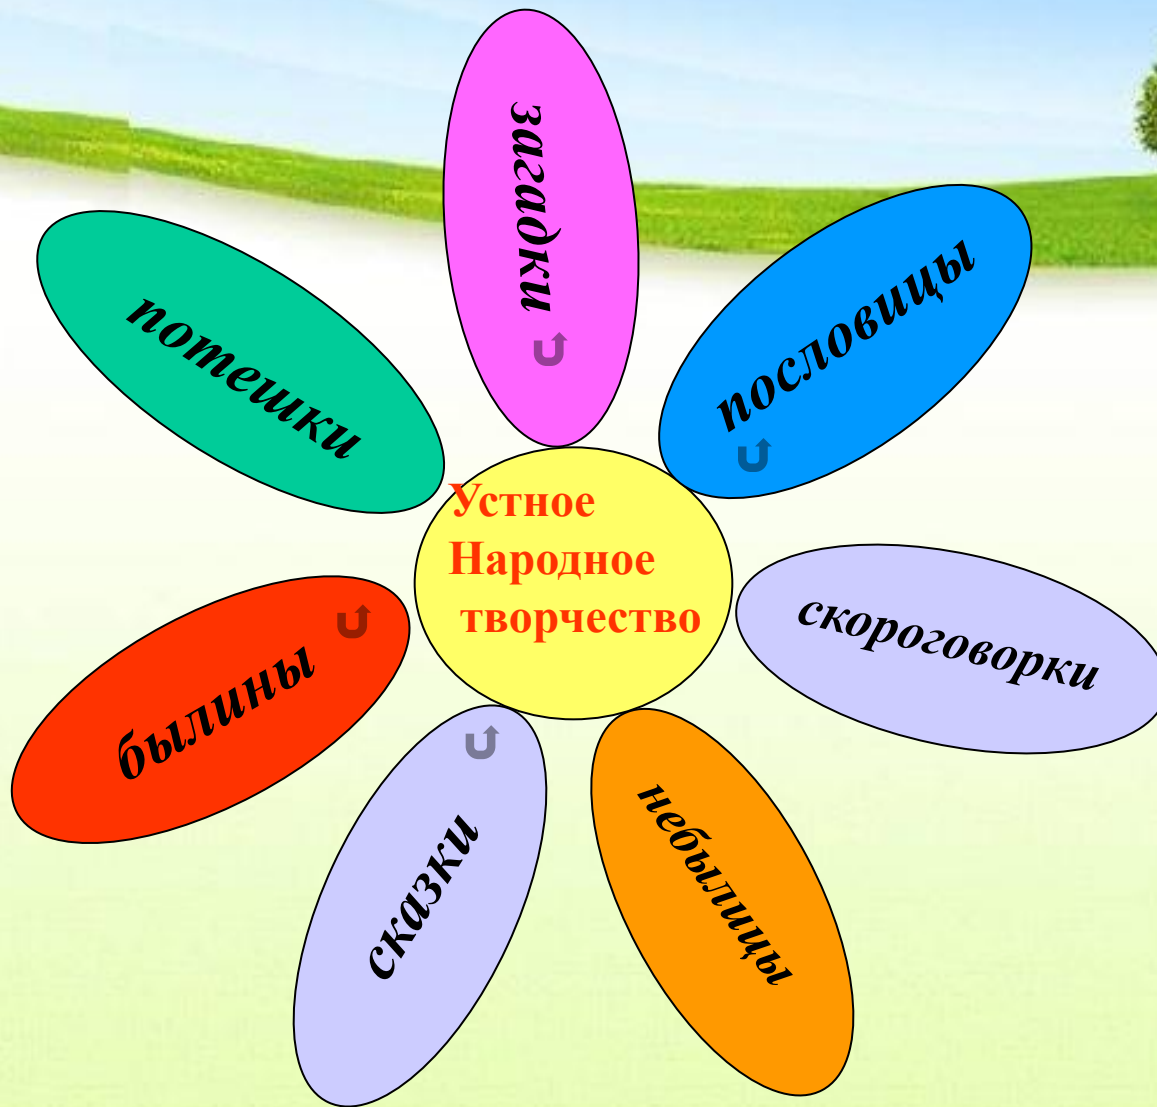 загадки
пословицы
потешки
Устное
Народное
творчество
скороговорки
былины
небылицы
сказки